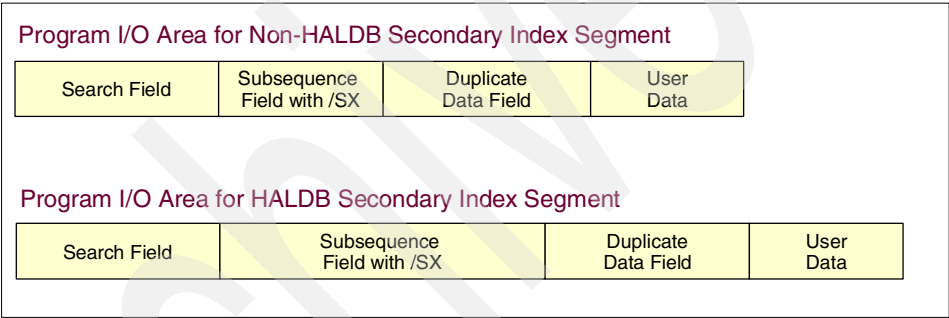 Program I/O Area for Non-HALDB Secondary Index Segment
Search Field
Subsequence
Field with /SX
Duplicate
Data Field
User
Data
Program I/O Area for HALDB Secondary Index Segment
Search Field
Subsequence
Field with /SX
Duplicate
Data Field
User
Data